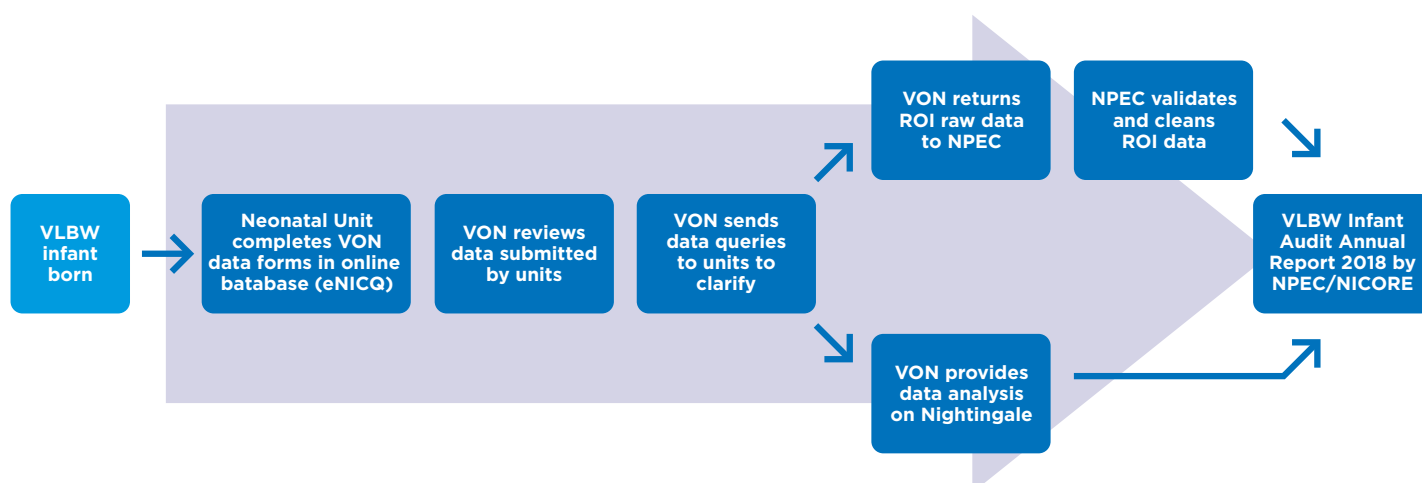 VLBW
infant
born
Neonatal Unit
completes VON
data forms in online
batabase (eNICQ)
VON reviews
data submitted
by units
VON sends
data queries
to units to
clarify
VON returns
ROI raw data
to NPEC
NPEC validates
and cleans
ROI data
VON provides
data analysis
on Nightingale
VLBW Infant
Audit Annual
Report 2018 by
NPEC/NICORE